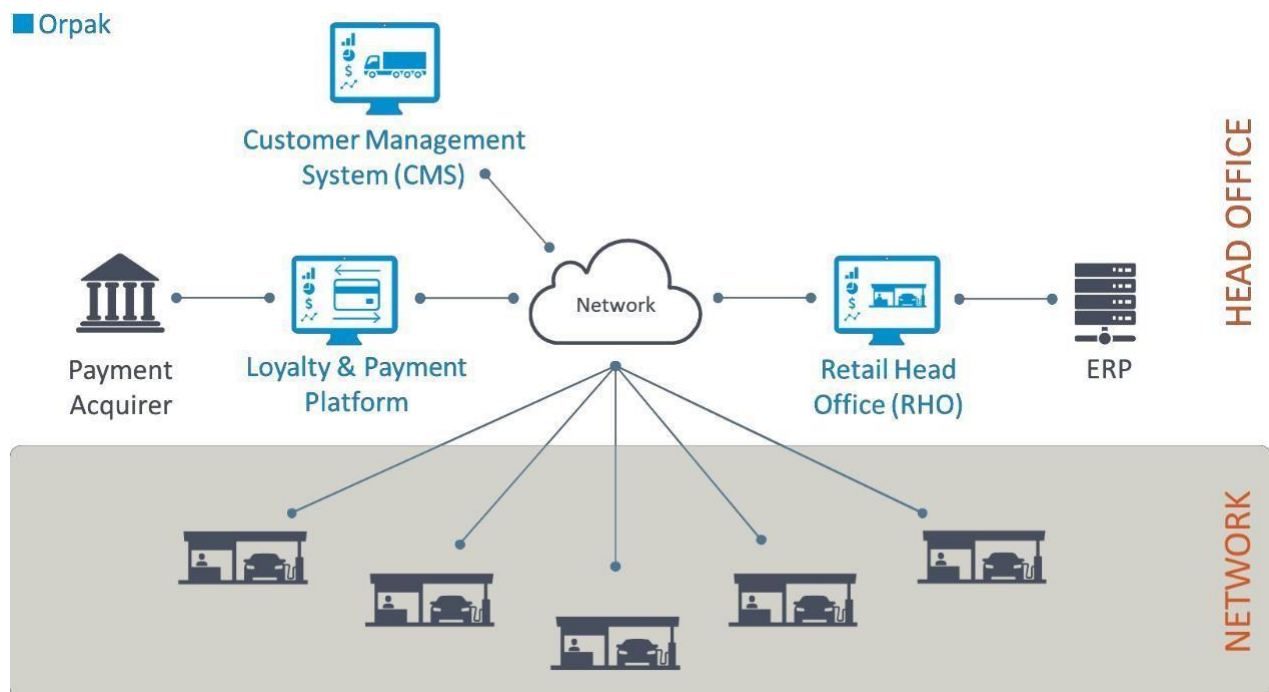 Orpak
Customer Management
System (CMS)
HEAD OFFICE
Network
Payment
Acquirer
Loyalty & Payment
Platform
Retail Head
Office (RHO)
ERP
NETWORK